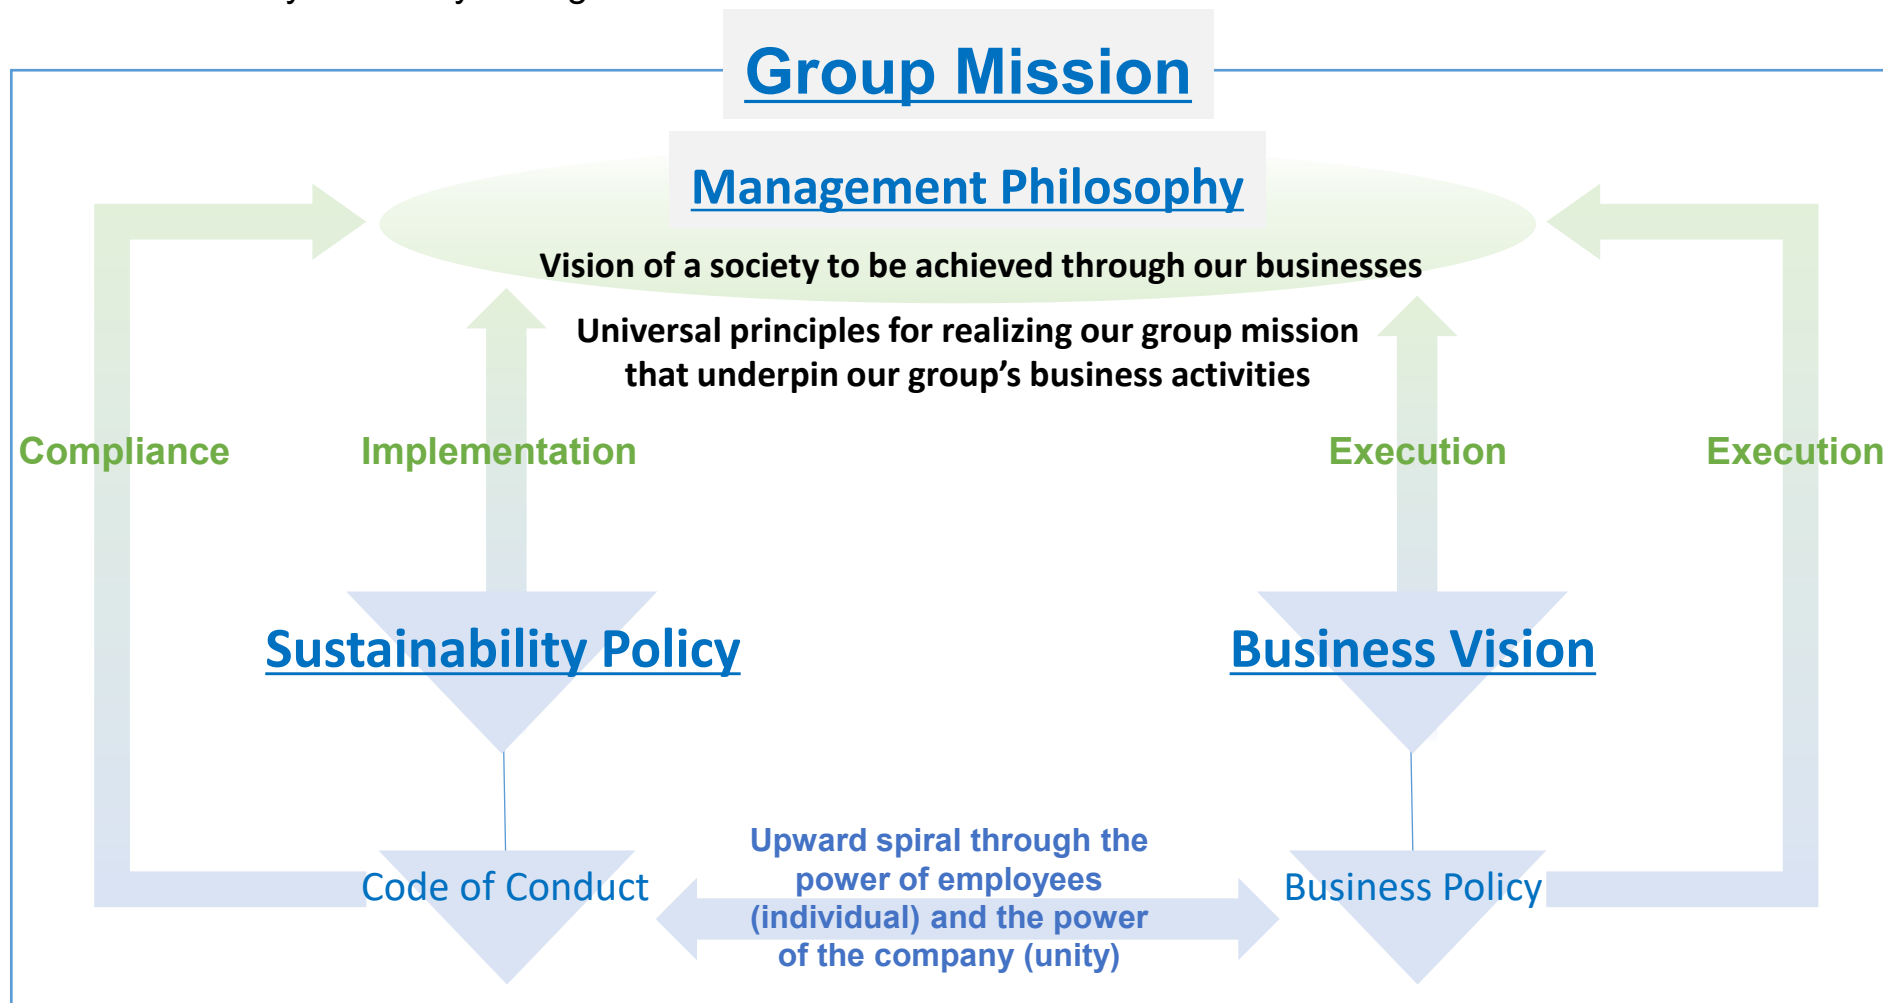 Group Mission
Management Philosophy
Vision of a society to be achieved through our businesses
Universal principles for realizing our group mission
that underpin our group’s business activities
Compliance
Implementation
Execution
Execution
Sustainability Policy
Business Vision
Upward spiral through the
power of employees
(individual) and the power
of the company (unity)
Code of Conduct
Business Policy